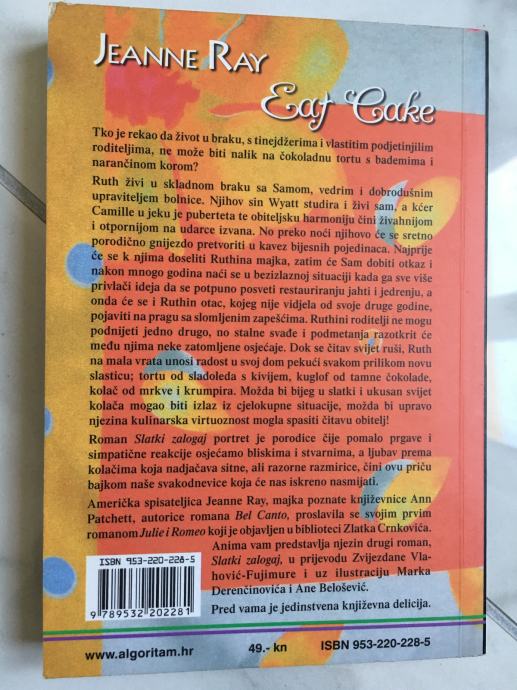 JEANNE RAY
Eat Cake
Tko je rekao da život u braku, s tinejdžerima i vlastitim podjetinjilim
roditeljima, ne može biti nalik na čokoladnu tortu s bademima i
narančinom korom?
Ruth živi u skladnom braku sa Samom, vedrim i dobrodušnim
upraviteljem bolnice. Njihov sin Wyatt studira i živi sam, a kćer
Camille u jeku je puberteta te obiteljsku harmoniju čini živahnijom
i otpornijom na udarce izvana. No preko noći njihovo će se sretno
porodično gnijezdo pretvoriti u kavez bijesnih pojedinaca. Najprije
će se k njima doseliti Ruthina majka, zatim će Sam dobiti otkaz i
nakon mnogo godina naći se u bezizlaznoj situaciji kada ga sve više
privlači ideja da se potpuno posveti restauriranju jahti i jedrenju, a
onda će se i Ruthin otac, kojeg nije vidjela od svoje druge godine,
pojaviti na pragu sa slomljenim zapešćima. Ruthini roditelji ne mogu
podnijeti jedno drugo, no stalne svađe i podmetanja razotkrit će
među njima neke zatomljene osjećaje. Dok se čitav svijet ruši, Ruth
na mala vrata unosi radost u svoj dom pekući svakom prilikom novu
slasticu; tortu od sladoleda s kivijem, kuglof od tamne čokolade,
kolač od mrkve i krumpira. Možda bi bijeg u slatki i ukusan svijet
kolača mogao biti izlaz iz cjelokupne situacije, možda bi upravo
njezina kulinarska virtuoznost mogla spasiti čitavu obitelj!
Roman Slatki zalogaj portret je porodice čije pomalo prgave i
simpatične reakcije osjećamo bliskima i stvarnima, a ljubav prema
kolačima koja nadjačava sitne, ali razorne razmirice, čini ovu priču
bajkom naše svakodnevice koja će nas iskreno nasmijati.
Američka spisateljica Jeanne Ray, majka poznate književnice Ann
Patchett, autorice romana Bel Canto, proslavila se svojim prvim
romanom Julie i Romeo koji je objavljen u biblioteci Zlatka Crnkovića.
Anima vam predstavlja njezin drugi roman,
Slatki zalogaj, u prijevodu Zvijezdane Vla-
hović-Fujimure i uz ilustraciju Marka
Derenčinovića i Ane Belošević.
Pred vama je jedinstvena književna delicija.
ISBN 953-220-228-5
9 789532 202281
www.algoritam.hr
49.- kn
ISBN 953-220-228-5